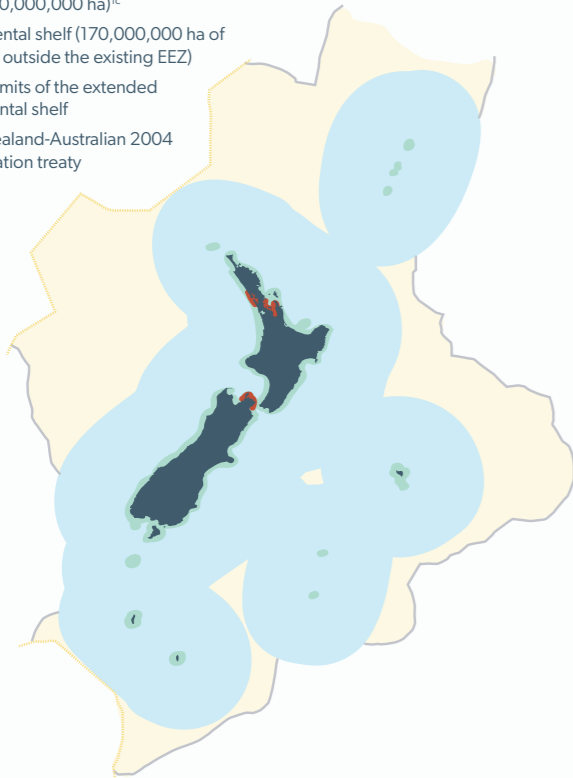 0,000,000 ha)¹ᶜ
ental shelf (170,000,000 ha of
outside the existing EEZ)
mits of the extended
ntal shelf
ealand-Australian 2004
ation treaty